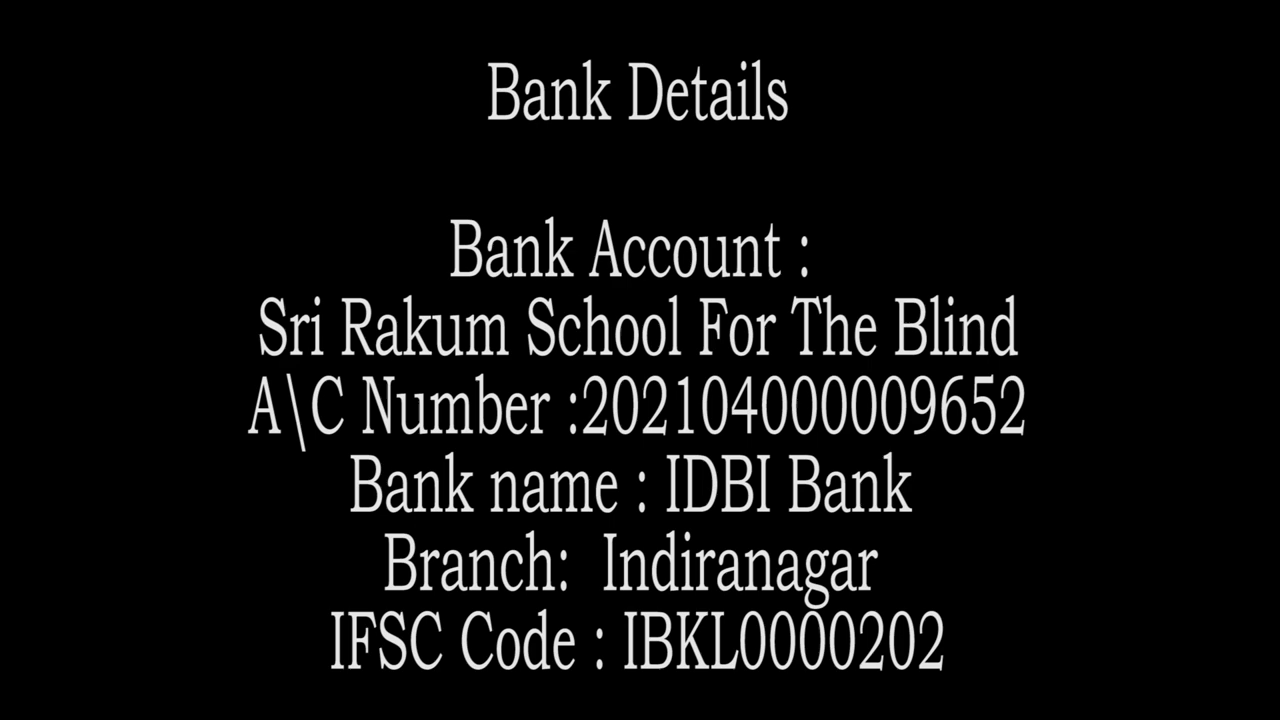 Bank Details
Bank Account :
Sri Rakum School For The Blind
A\C Number :202104000009652
Bank name : IDBI Bank
Branch: Indiranagar
IFSC Code : IBKL0000202